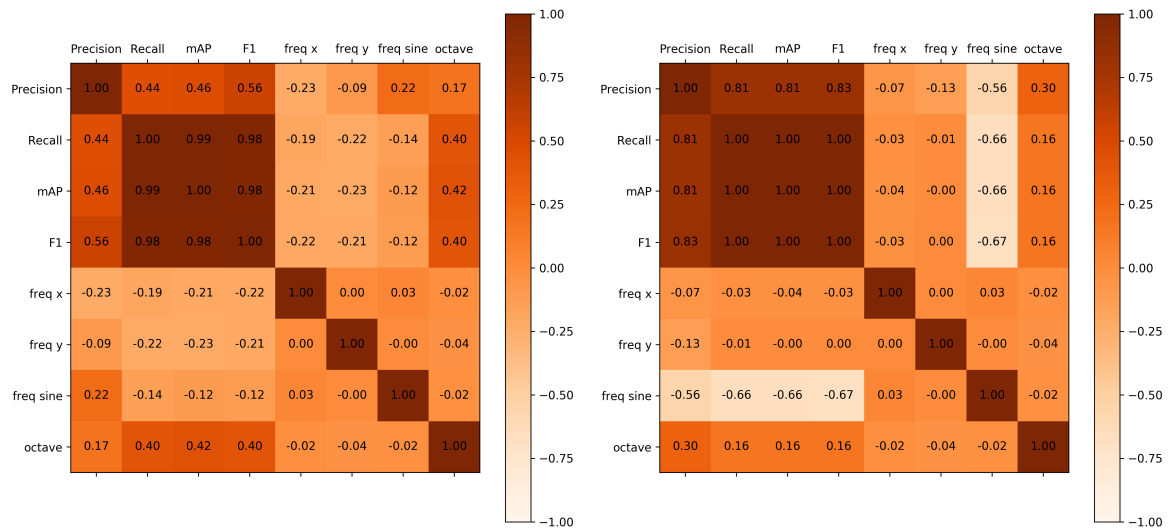 Precision Recall mAP F1 freq x freq y freq sine octave
Precision 1.00 0.44 0.46 0.56 -0.23 -0.09 0.22 0.17
Recall 0.44 1.00 0.99 0.98 -0.19 -0.22 -0.14 0.40
mAP 0.46 0.99 1.00 0.98 -0.21 -0.23 -0.12 0.42
F1 0.56 0.98 0.98 1.00 -0.22 -0.21 -0.12 0.40
freq x -0.23 -0.19 -0.21 -0.22 1.00 0.00 0.03 -0.02
freq y -0.09 -0.22 -0.23 -0.21 0.00 1.00 -0.00 -0.04
freq sine 0.22 -0.14 -0.12 -0.12 0.03 -0.00 1.00 -0.02
octave 0.17 0.40 0.42 0.40 -0.02 -0.04 -0.02 1.00
1.00
0.75
0.50
0.25
0.00
−0.25
−0.50
−0.75
−1.00
Precision Recall mAP F1 freq x freq y freq sine octave
Precision 1.00 0.81 0.81 0.83 -0.07 -0.13 -0.56 0.30
Recall 0.81 1.00 1.00 1.00 -0.03 -0.01 -0.66 0.16
mAP 0.81 1.00 1.00 1.00 -0.04 -0.00 -0.66 0.16
F1 0.83 1.00 1.00 1.00 -0.03 0.00 -0.67 0.16
freq x -0.07 -0.03 -0.04 -0.03 1.00 0.00 0.03 -0.02
freq y -0.13 -0.01 -0.00 0.00 0.00 1.00 -0.00 -0.04
freq sine -0.56 -0.66 -0.66 -0.67 0.03 -0.00 1.00 -0.02
octave 0.30 0.16 0.16 0.16 -0.02 -0.04 -0.02 1.00
1.00
0.75
0.50
0.25
0.00
−0.25
−0.50
−0.75
−1.00